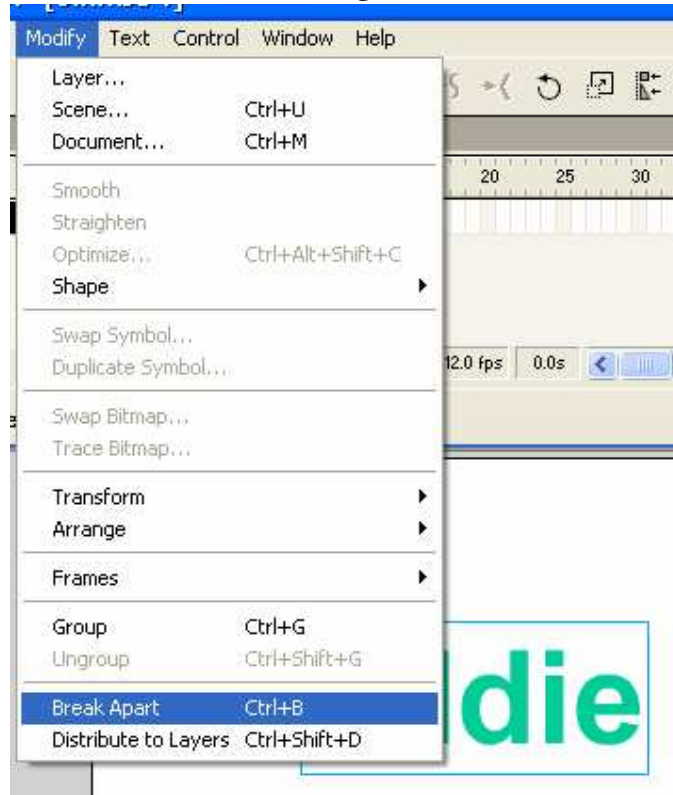 Modify Text Control Window Help
Layer...
Scene... Ctrl+U
Document... Ctrl+M
20 25 30
Smooth
Straighten
Optimize... Ctrl+Alt+Shift+C
Shape
Swap Symbol...
Duplicate Symbol...
12.0 fps 0.0s
Swap Bitmap...
Trace Bitmap...
Transform
Arrange
Frames
Group Ctrl+G
Ungroup Ctrl+Shift+G
Break Apart Ctrl+B
Distribute to Layers Ctrl+Shift+D
die